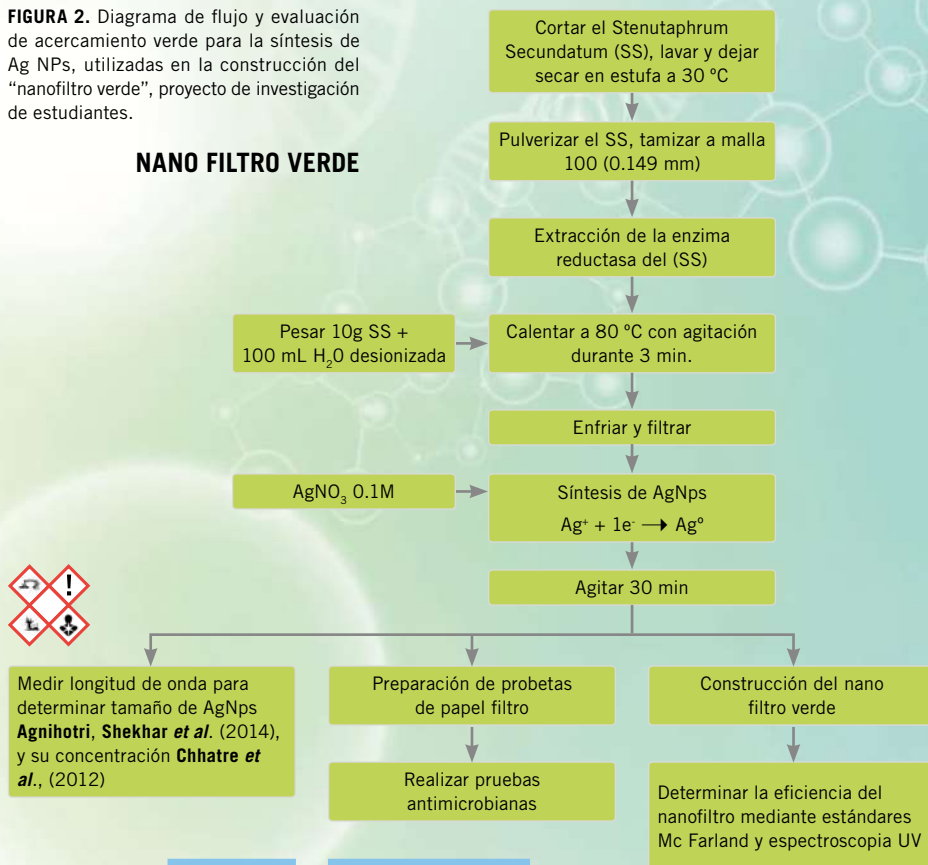 FIGURA 2. Diagrama de flujo y evaluación
de acercamiento verde para la síntesis de
Ag NPs, utilizadas en la construcción del
“nanofiltro verde”, proyecto de investigación
de estudiantes.
NANO FILTRO VERDE
Cortar el Stenutaphrum
Secundatum (SS), lavar y dejar
secar en estufa a 30 ºC
Pulverizar el SS, tamizar a malla
100 (0.149 mm)
Extracción de la enzima
reductasa del (SS)
Pesar 10g SS +
100 mL H₂0 desionizada
Calentar a 80 ºC con agitación
durante 3 min.
Enfriar y filtrar
AgNO₃ 0.1M
Síntesis de AgNps
Ag⁺ + 1e⁻ → Agº
Agitar 30 min
Medir longitud de onda para
determinar tamaño de AgNps
Agnihotri, Shekhar et al. (2014),
y su concentración Chhatre et
al., (2012)
Preparación de probetas
de papel filtro
Realizar pruebas
antimicrobianas
Construcción del nano
filtro verde
Determinar la eficiencia del
nanofiltro mediante estándares
Mc Farland y espectroscopia UV